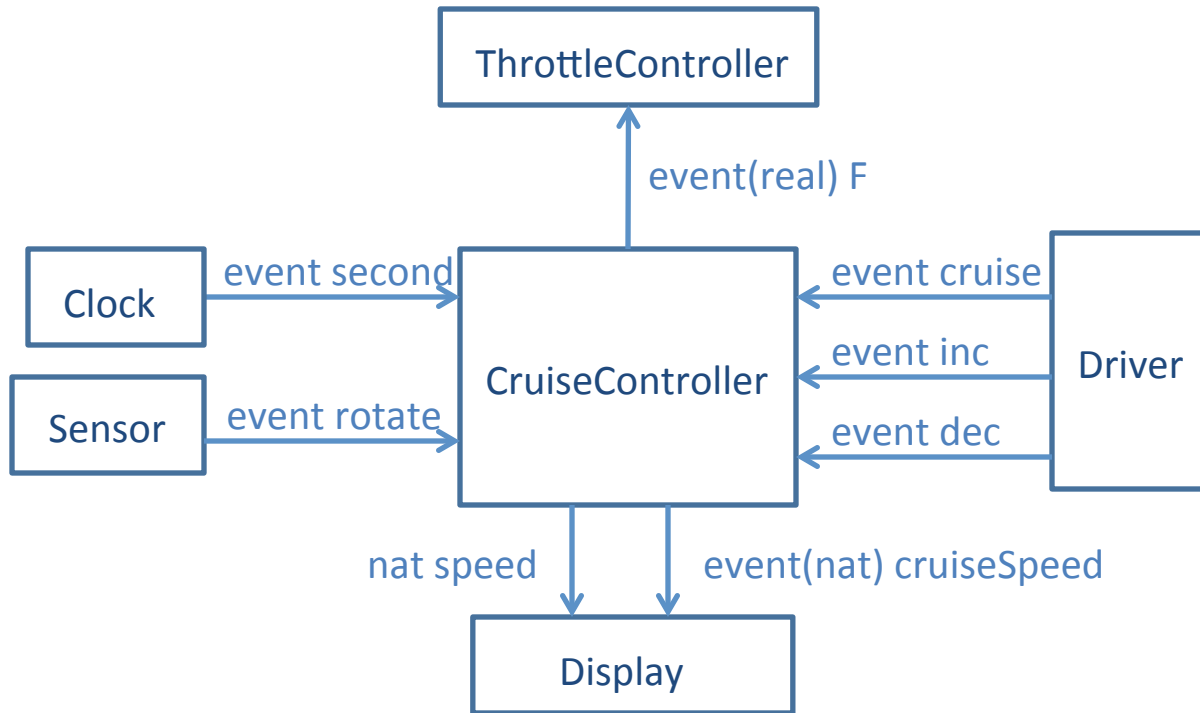 ThrottleController
event(real) F
Clock
event second
event cruise
CruiseController
event inc
Driver
Sensor
event rotate
event dec
nat speed
event(nat) cruiseSpeed
Display